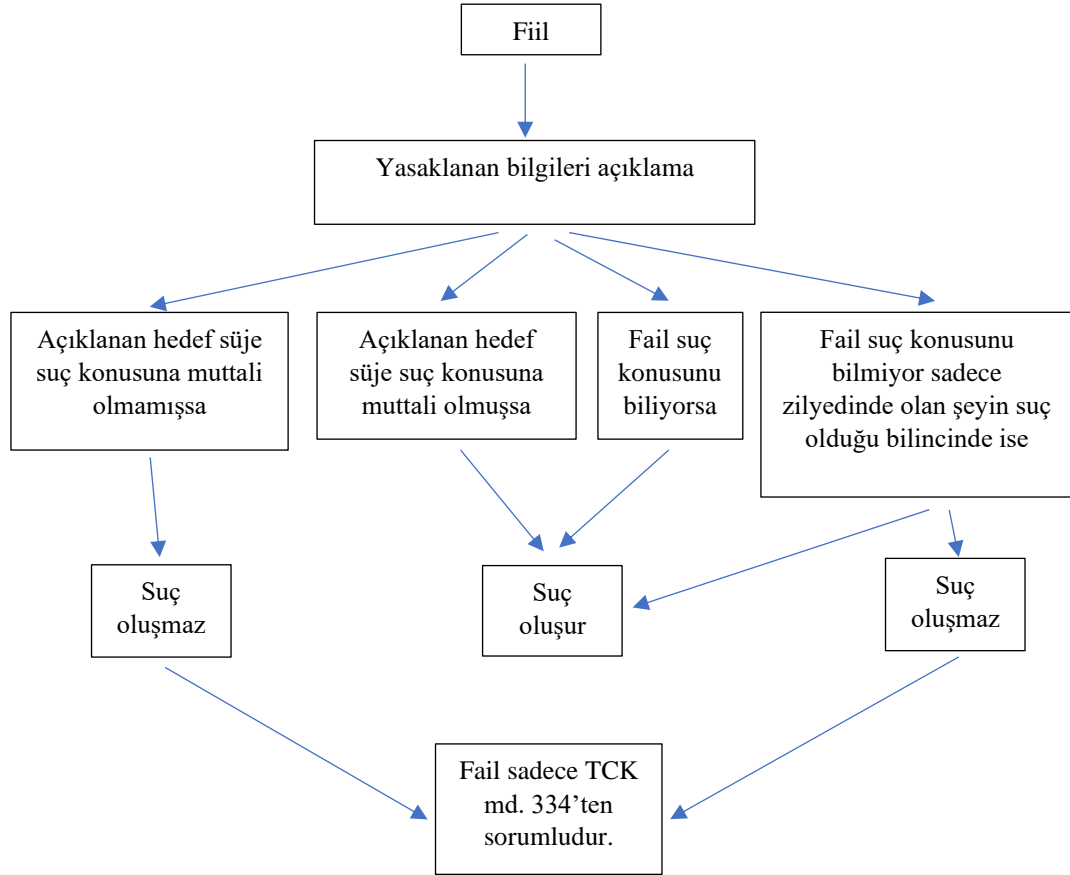 Fiil
Yasaklanan bilgileri açıklama
Açıklanan hedef süje
suç konusuna muttali
olmamışsa
Açıklanan hedef
süje suç konusuna
muttali olmuşsa
Fail suç
konusunu
biliyorsa
Fail suç konusunu
bilmiyor sadece
zilyedinde olan şeyin suç
olduğu bilincinde ise
Suç
oluşmaz
Suç
oluşur
Suç
oluşmaz
Fail sadece TCK
md. 334’ten
sorumludur.